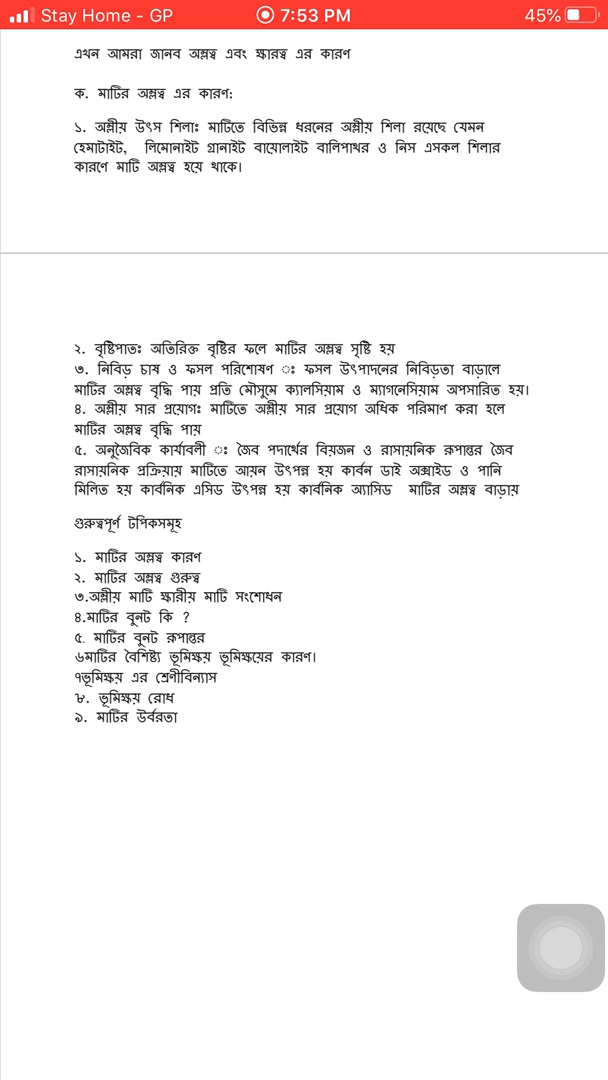 Stay Home - GP
7:53 PM
45%
এখন আমরা জানব অম্লত্ব এবং ক্ষারত্ব এর কারণ
ক. মাটির অম্লত্ব এর কারণ:
১. অম্লীয় উৎস শিলাঃ মাটিতে বিভিন্ন ধরনের অম্লীয় শিলা রয়েছে যেমন
হেমাটাইট, লিমোনাইট গ্রানাইট বায়োলাইট বালিপাথর ও নিস এসকল শিলার
কারণে মাটি অম্লত্ব হয়ে থাকে।
২. বৃষ্টিপাতঃ অতিরিক্ত বৃষ্টির ফলে মাটির অম্লত্ব সৃষ্টি হয়
৩. নিবিড় চাষ ও ফসল পরিশোষণ ঃ ফসল উৎপাদনের নিবিড়তা বাড়ালে
মাটির অম্লত্ব বৃদ্ধি পায় প্রতি মৌসুমে ক্যালসিয়াম ও ম্যাগনেসিয়াম অপসারিত হয়।
৪. অম্লীয় সার প্রয়োগঃ মাটিতে অম্লীয় সার প্রয়োগ অধিক পরিমাণ করা হলে
মাটির অম্লত্ব বৃদ্ধি পায়
৫. অনুজৈবিক কার্যাবলী ঃ জৈব পদার্থের বিয়জন ও রাসায়নিক রূপান্তর জৈব
রাসায়নিক প্রক্রিয়ায় মাটিতে আয়ন উৎপন্ন হয় কার্বন ডাই অক্সাইড ও পানি
মিলিত হয় কার্বনিক এসিড উৎপন্ন হয় কার্বনিক অ্যাসিড মাটির অম্লত্ব বাড়ায়
গুরুত্বপূর্ণ টপিকসমূহ
১. মাটির অম্লত্ব কারণ
২. মাটির অম্লত্ব গুরুত্ব
৩.অম্লীয় মাটি ক্ষারীয় মাটি সংশোধন
৪.মাটির বুনট কি ?
৫. মাটির বুনট রূপান্তর
৬মাটির বৈশিষ্ট্য ভূমিক্ষয় ভূমিক্ষয়ের কারণ।
৭ভূমিক্ষয় এর শ্রেণীবিন্যাস
৮. ভূমিক্ষয় রোধ
৯. মাটির উর্বরতা